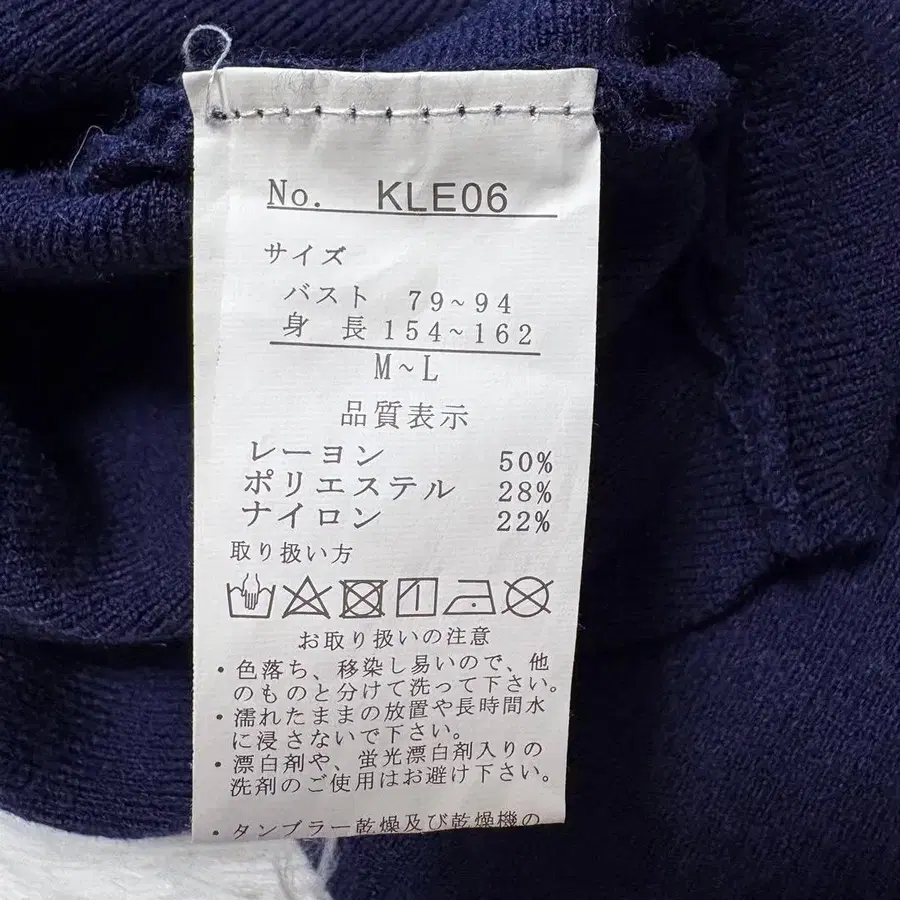 No. KLE06
サイズ
バスト 79~94
身 長 154~162
M~L
品質表示
レーヨン 50%
ポリエステル 28%
ナイロン 22%
取り扱い方
お取り扱いの注意
・色落ち、移染し易いので、他
のものと分けて洗って下さい。
・濡れたままの放置や長時間水
に浸さないで下さい。
・漂白剤や、蛍光漂白剤入りの
洗剤のご使用はお避け下さい。
・タンブラー乾燥及び乾燥機の